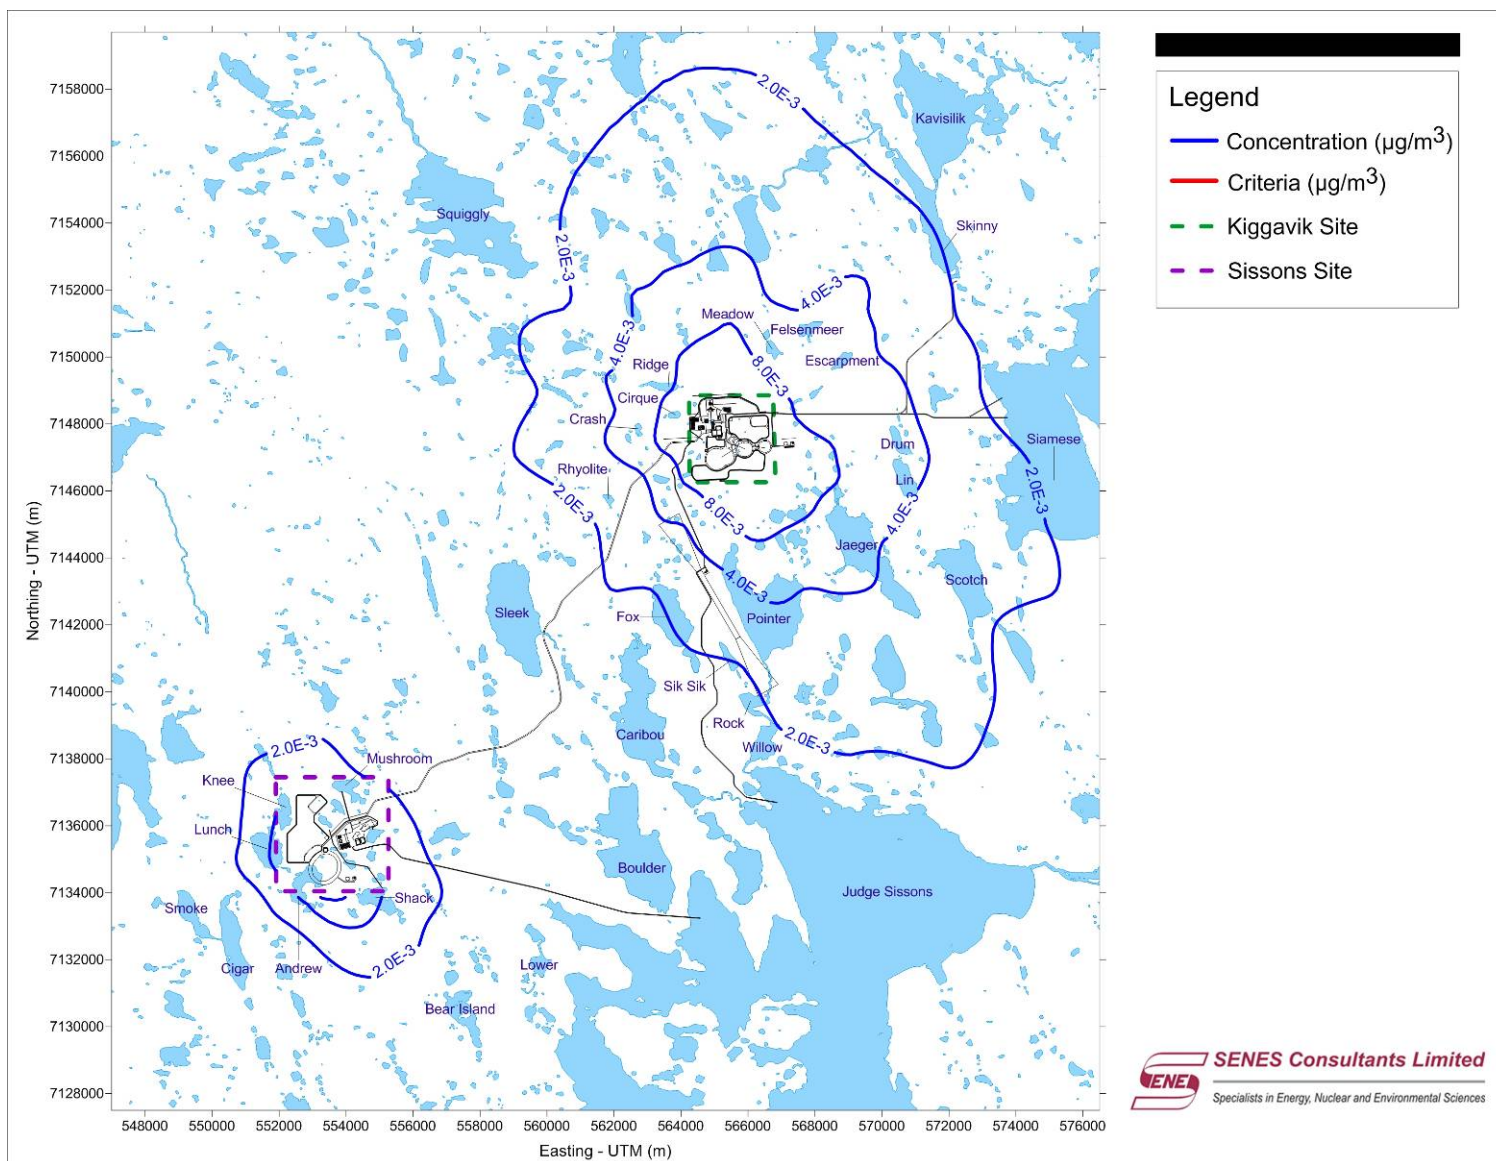 Legend
Concentration (µg/m³)
Criteria (µg/m³)
Kiggavik Site
Sissons Site
7158000
7156000
7154000
7152000
7150000
7148000
7146000
7144000
7142000
7140000
7138000
7136000
7134000
7132000
7130000
7128000
Northing - UTM (m)
2.0E-3
Kavisilik
Squiggly
Skinny
2.0E-3
4.0E-3
Meadow
Felsenmeer
4.0E-3
Escarpment
Ridge
8.0E-3
Cirque
Crash
Drum
Siamese
Rhyolite
Lin
2.0E-3
2.0E-3
8.0E-3
4.0E-3
Jaeger
Scotch
4.0E-3
Sleek
Fox
Pointer
Sik Sik
Rock
Caribou
Willow
2.0E-3
2.0E-3
Mushroom
Knee
Lunch
Boulder
Judge Sissons
Shack
Smoke
Cigar
Andrew
2.0E-3
Lower
Bear Island
548000 550000 552000 554000 556000 558000 560000 562000 564000 566000 568000 570000 572000 574000 576000
Easting - UTM (m)
SENES
SENES Consultants Limited
Specialists in Energy, Nuclear and Environmental Sciences